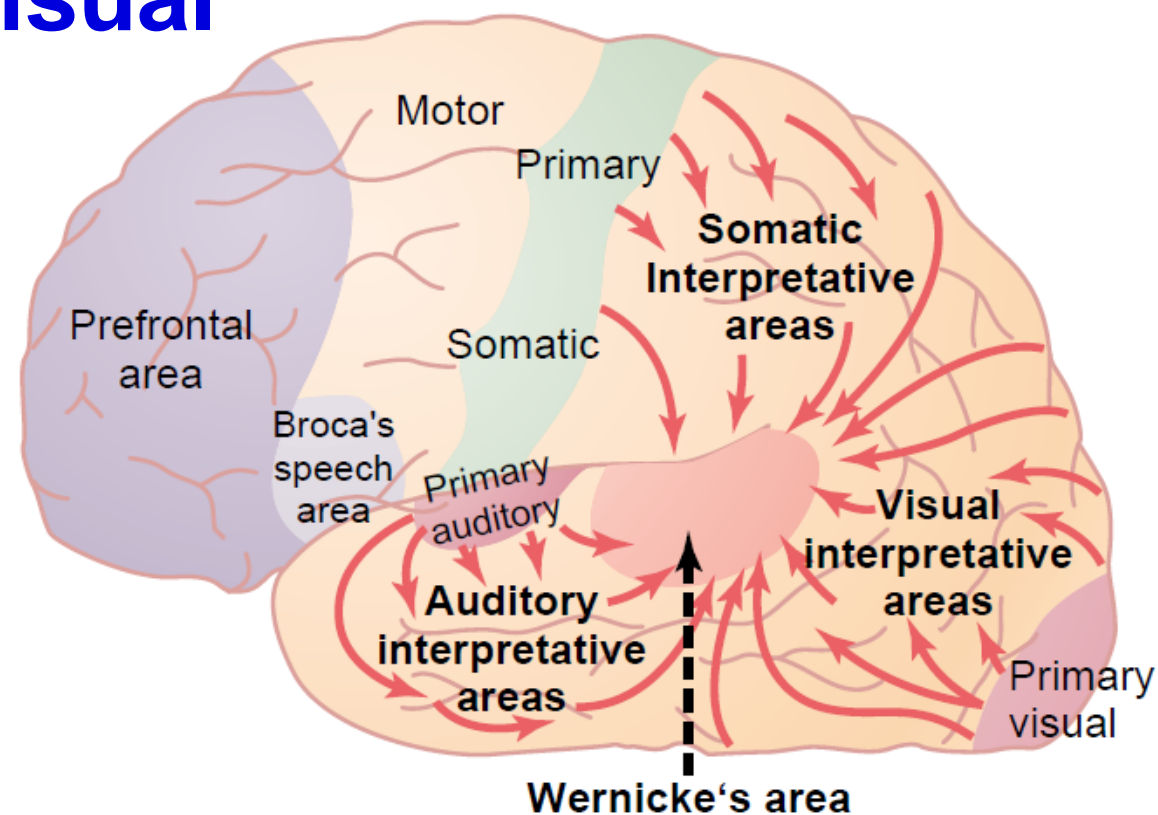 isual
Motor
Primary
Somatic
Interpretative
areas
Prefrontal
area
Somatic
Broca's
speech
area
Primary
auditory
Visual
interpretative
areas
Auditory
interpretative
areas
Primary
visual
Wernicke‘s area